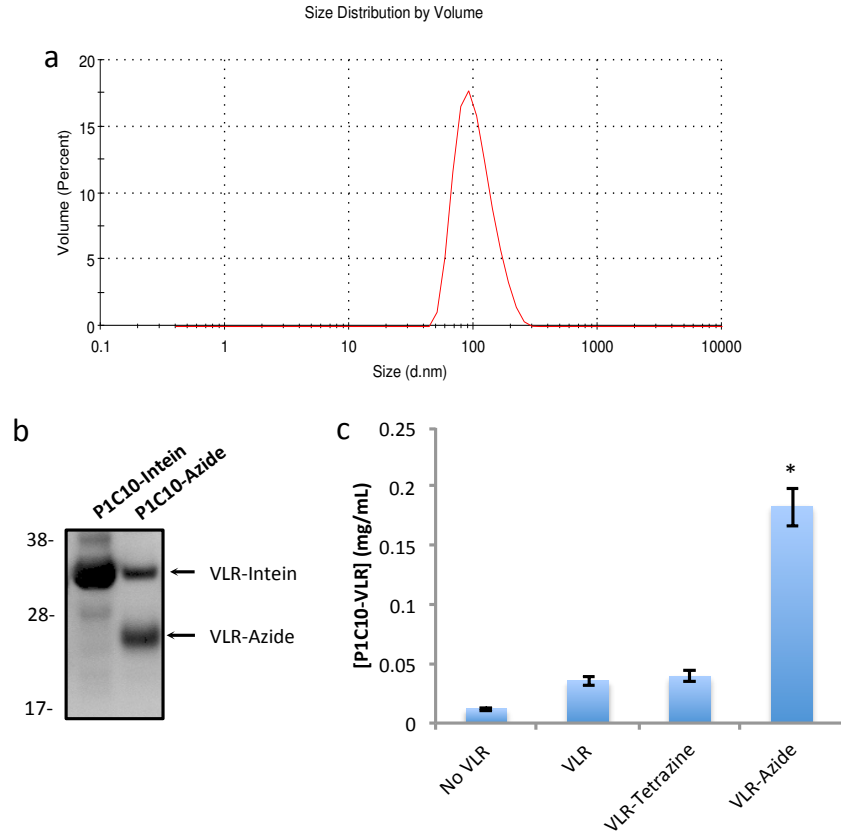 Size Distribution by Volume
a
20
15
10
5
0
Volume (Percent)
0.1 1 10 100 1000 10000
Size (d.nm)
b
P1C10-Intein
P1C10-Azide
38-
28-
17-
VLR-Intein
VLR-Azide
c
[P1C10-VLR] (mg/mL)
0.25
0.2
0.15
0.1
0.05
0
*
No VLR
VLR
VLR-Tetrazine
VLR-Azide